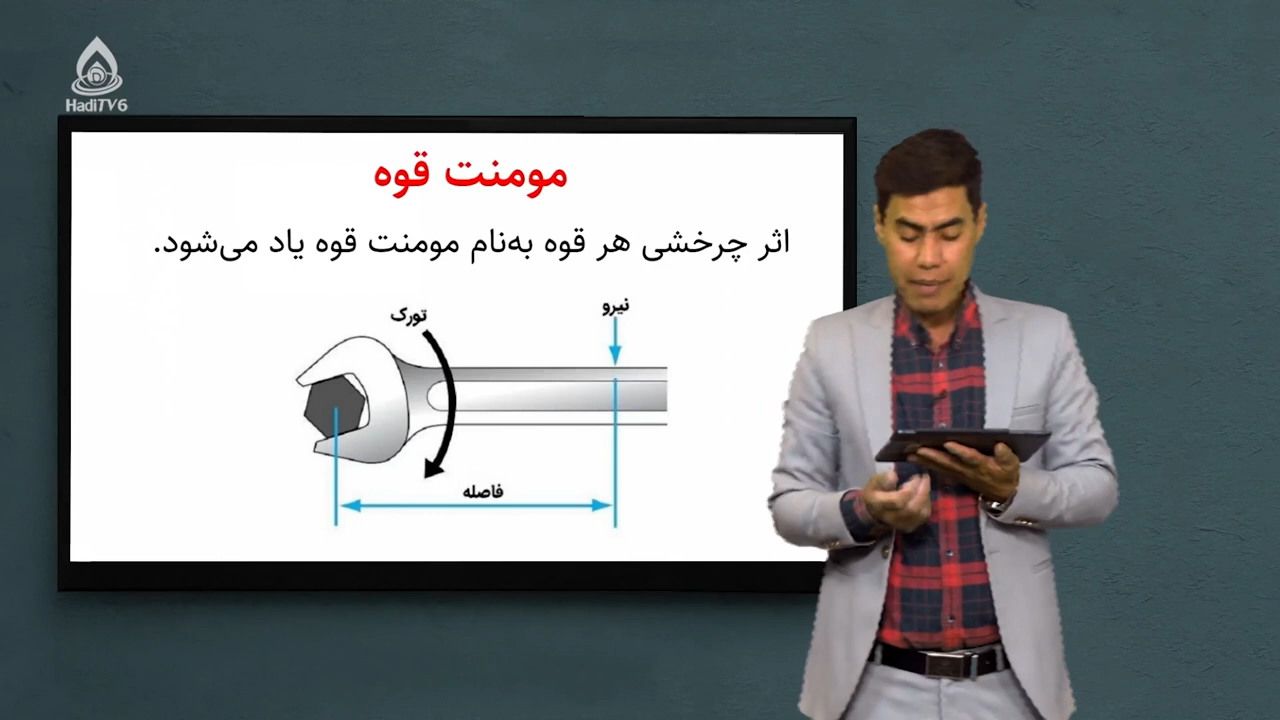 HadiTV6
مومنت قوه
اثر چرخشی هر قوه به‌نام مومنت قوه یاد می‌شود.
نیرو
تورک
فاصله